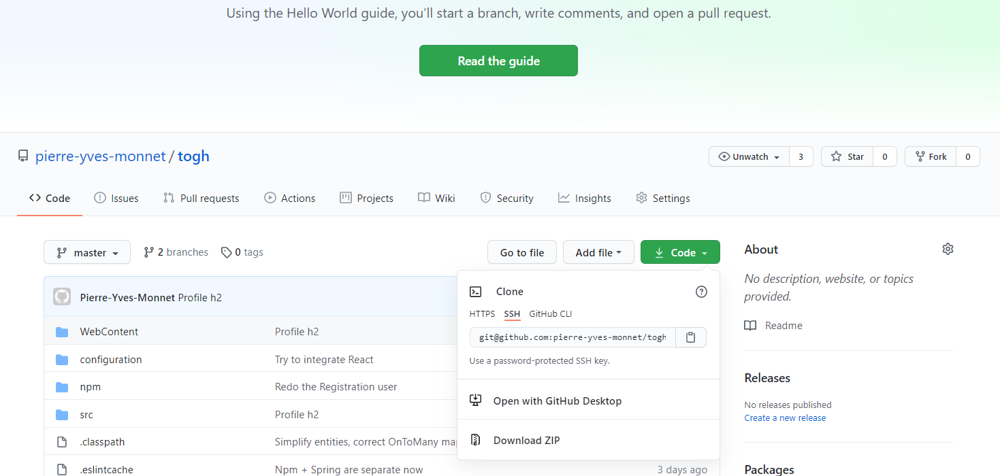 Using the Hello World guide, you’ll start a branch, write comments, and open a pull request.
Read the guide
pierre-yves-monnet / togh
Unwatch 3 Star 0 Fork 0
Code Issues Pull requests Actions Projects Wiki Security Insights Settings
master 2 branches 0 tags Go to file Add file Code
Pierre-Yves-Monnet Profile h2
WebContent Profile h2
configuration Try to integrate React
npm Redo the Registration user
src Profile h2
.classpath Simplify entities, correct OnToMany
.eslintcache Npm + Spring are separate now 3 days ago
Clone
HTTPS SSH GitHub CLI
git@github.com:pierre-yves-monnet/togh
Use a password-protected SSH key.
Open with GitHub Desktop
Download ZIP
About
No description, website, or topics
provided.
Readme
Releases
No releases published
Create a new release
Packages